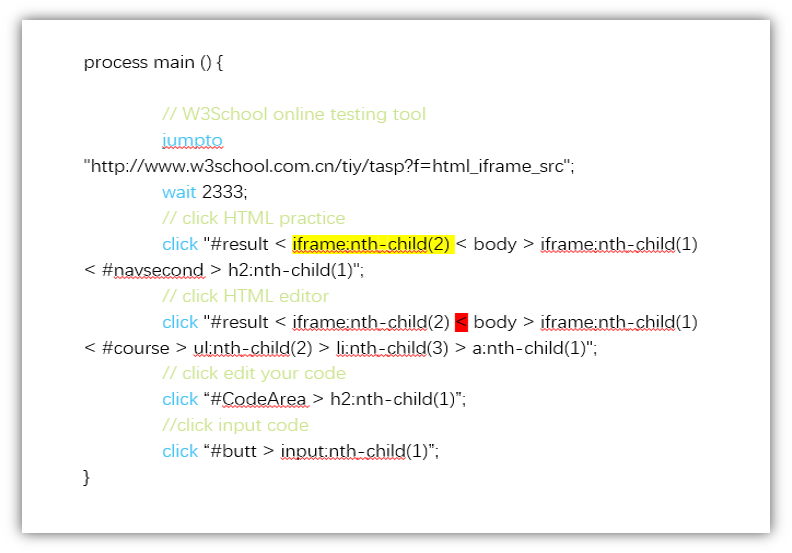 process main () {
// W3School online testing tool
jumpto
"http://www.w3school.com.cn/tiy/tasp?f=html_iframe_src";
wait 2333;
// click HTML practice
click "#result < iframe:nth-child(2) < body > iframe:nth-child(1)
< #navsecond > h2:nth-child(1)";
// click HTML editor
click "#result < iframe:nth-child(2) < body > iframe:nth-child(1)
< #course > ul:nth-child(2) > li:nth-child(3) > a:nth-child(1)";
// click edit your code
click “#CodeArea > h2:nth-child(1)”;
//click input code
click “#butt > input:nth-child(1)”;
}